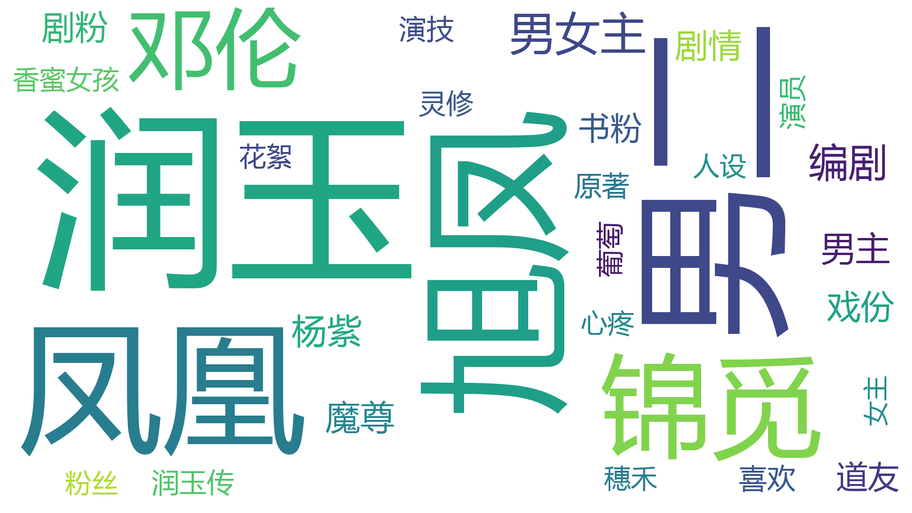 剧粉
邓伦
演技
男女主
剧情
香蜜女孩
灵修
演员
润玉
花絮
旭凤
书粉
男二
人设
编剧
原著
葡萄
男主
凤凰
杨紫
心疼
戏份
锦觅
魔尊
女主
粉丝
润玉传
穗禾
喜欢
道友